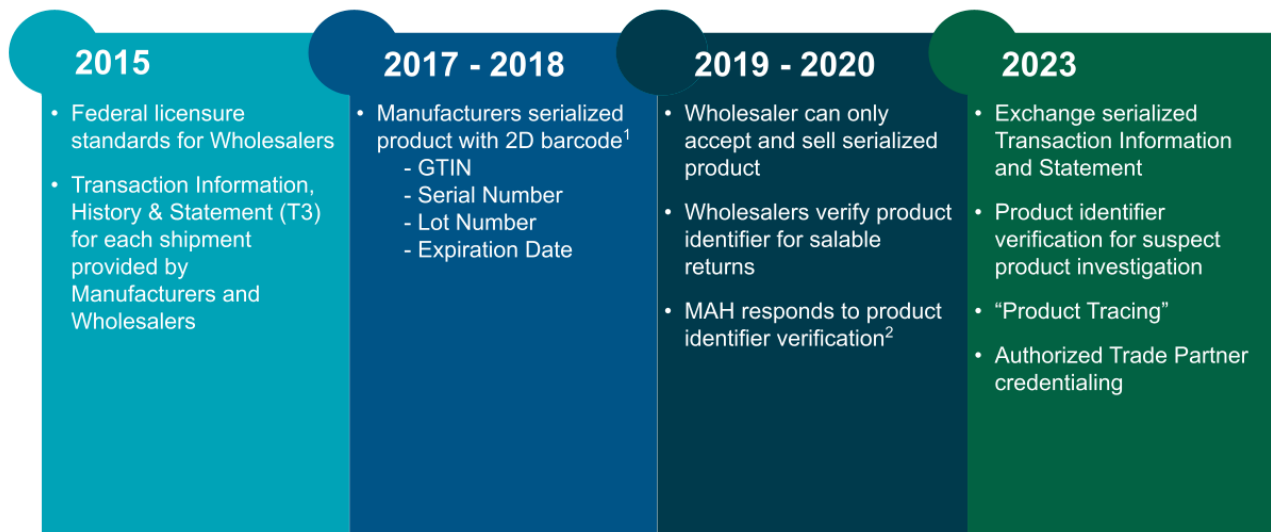 2015
• Federal licensure
standards for Wholesalers
• Transaction Information,
History & Statement (T3)
for each shipment
provided by
Manufacturers and
Wholesalers
2017 - 2018
• Manufacturers serialized
product with 2D barcode¹
- GTIN
- Serial Number
- Lot Number
- Expiration Date
2019 - 2020
• Wholesaler can only
accept and sell serialized
product
• Wholesalers verify product
identifier for salable
returns
• MAH responds to product
identifier verification²
2023
• Exchange serialized
Transaction Information
and Statement
• Product identifier
verification for suspect
product investigation
• “Product Tracing”
• Authorized Trade Partner
credentialing